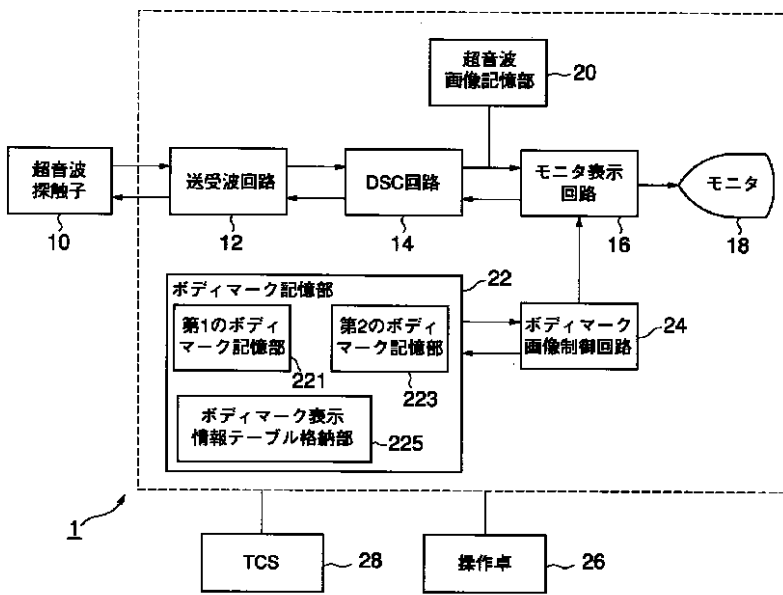 超音波
画像記憶部
20
超音波
探触子
10
送受波回路
12
DSC回路
14
モニタ表示
回路
16
モニタ
18
ボディマーク記憶部
22
第1のボディ
マーク記憶部
221
第2のボディ
マーク記憶部
223
ボディマーク表示
情報テーブル格納部
225
ボディマーク
画像制御回路
24
1
TCS
28
操作卓
26